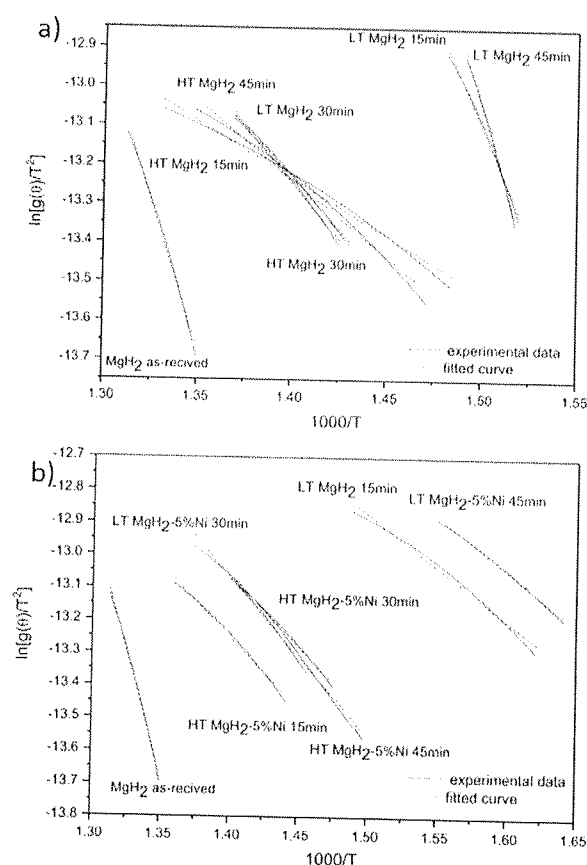 a)
-12.9
-13.0
-13.1
-13.2
-13.3
-13.4
-13.5
-13.6
-13.7
ln[g(θ)/T²]
LT MgH₂ 15min
LT MgH₂ 45min
HT MgH₂ 45min
LT MgH₂ 30min
HT MgH₂ 15min
HT MgH₂ 30min
MgH₂ as-recived
experimental data
fitted curve
1.30 1.35 1.40 1.45 1.50 1.55
1000/T
b)
-12.7
-12.8
-12.9
-13.0
-13.1
-13.2
-13.3
-13.4
-13.5
-13.6
-13.7
-13.8
ln[g(θ)/T²]
LT MgH₂ 15min
LT MgH₂-5%Ni 45min
LT MgH₂-5%Ni 30min
HT MgH₂-5%Ni 30min
HT MgH₂-5%Ni 15min
HT MgH₂-5%Ni 45min
MgH₂ as-recived
experimental data
fitted curve
1.30 1.35 1.40 1.45 1.50 1.55 1.60 1.65
1000/T